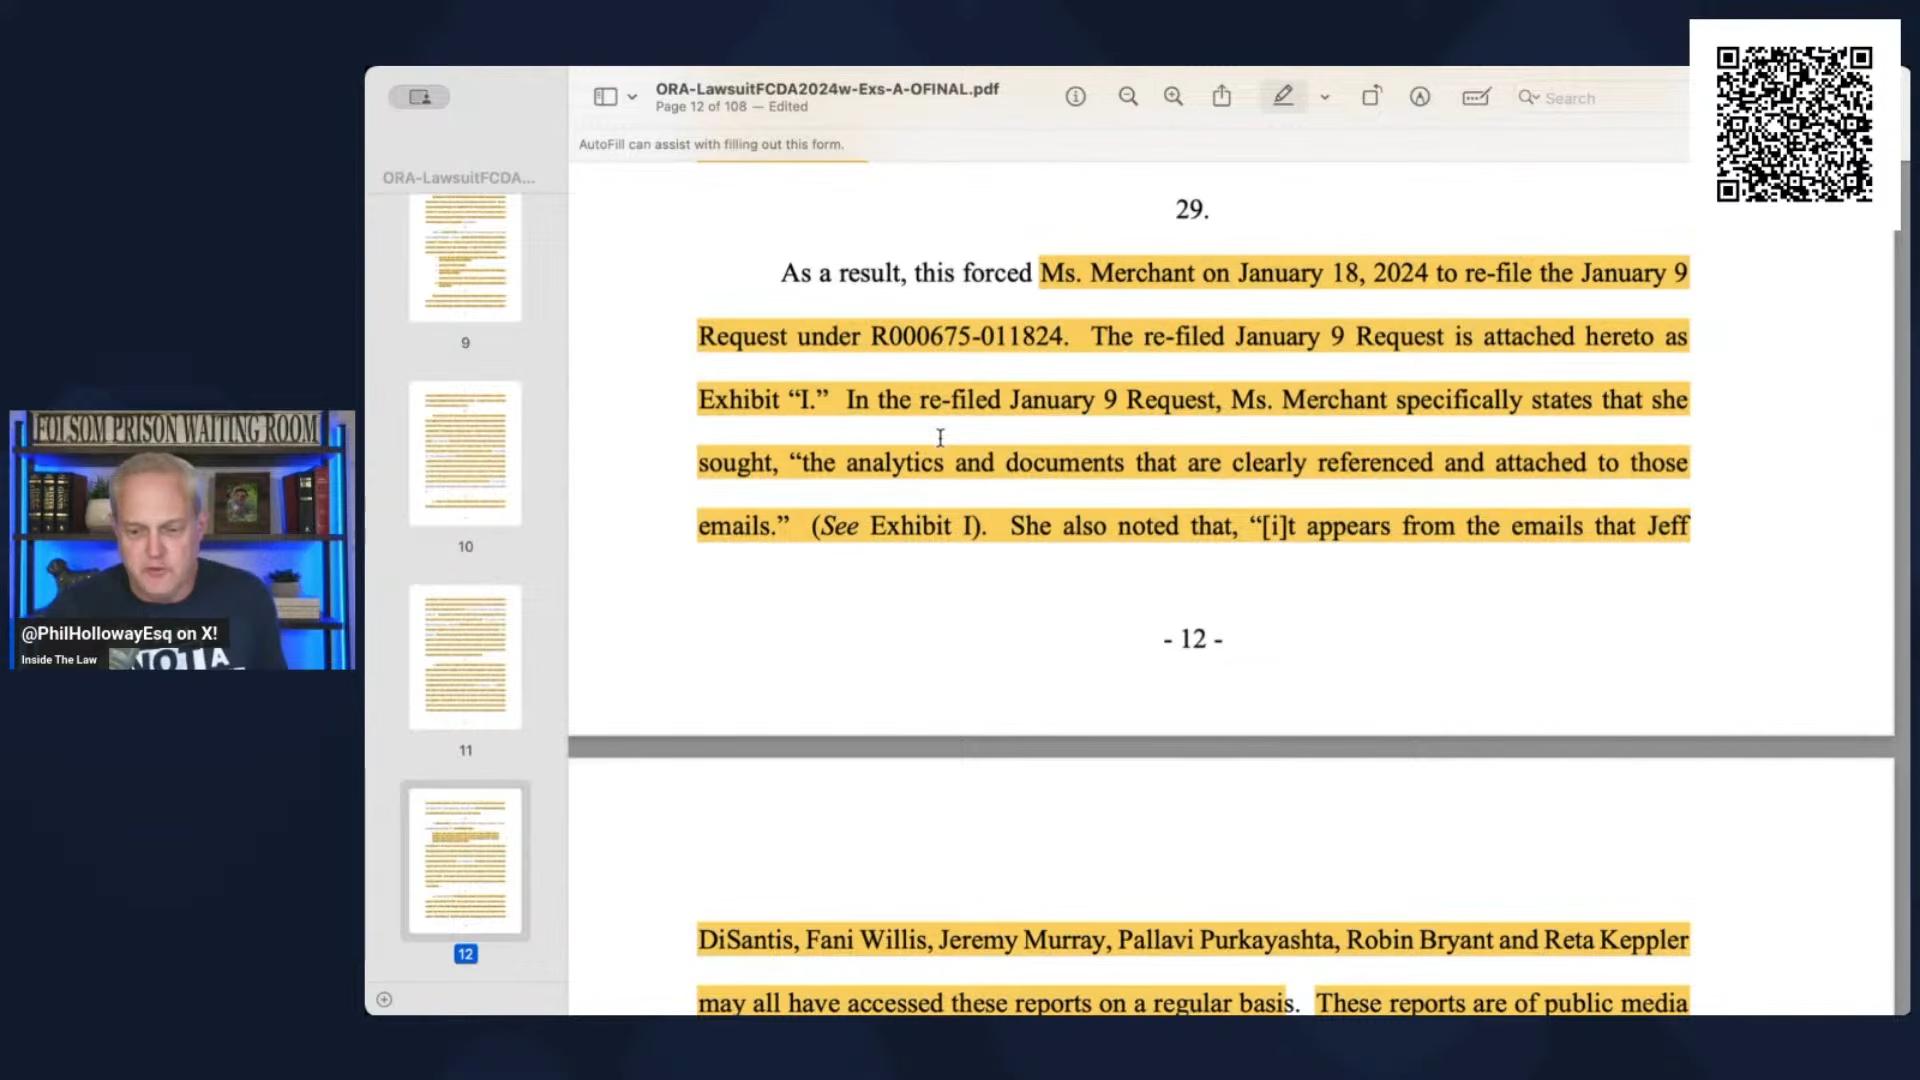 ORA-LawsuitFCDA2024w-Exs-A-OFINAL.pdf
Page 12 of 108 — Edited
Search
AutoFill can assist with filling out this form.
ORA-LawsuitFCDA...
9
10
11
12
29.
As a result, this forced Ms. Merchant on January 18, 2024 to re-file the January 9
Request under R000675-011824. The re-filed January 9 Request is attached hereto as
Exhibit “I.” In the re-filed January 9 Request, Ms. Merchant specifically states that she
sought, “the analytics and documents that are clearly referenced and attached to those
emails.” (See Exhibit I). She also noted that, “[i]t appears from the emails that Jeff
- 12 -
DiSantis, Fani Willis, Jeremy Murray, Pallavi Purkayashta, Robin Bryant and Reta Keppler
may all have accessed these reports on a regular basis. These reports are of public media
FOLSOM PRISON WAITING ROOM
@PhilHollowayEsq on X!
Inside The Law
NOT A